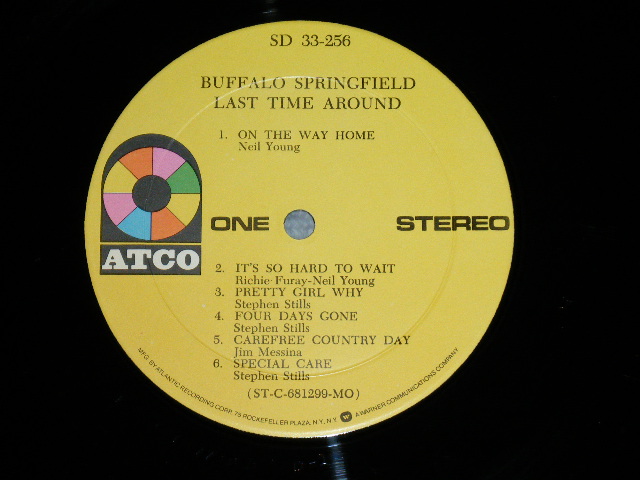 SD 33-256
BUFFALO SPRINGFIELD
LAST TIME AROUND
1. ON THE WAY HOME
Neil Young
ATCO
ONE
STEREO
2. IT'S SO HARD TO WAIT
Richie Furay-Neil Young
3. PRETTY GIRL WHY
Stephen Stills
4. FOUR DAYS GONE
Stephen Stills
5. CAREFREE COUNTRY DAY
Jim Messina
6. SPECIAL CARE
Stephen Stills
(ST-C-681299-MO)
MFG. BY ATLANTIC RECORDING CORP. 75 ROCKEFELLER PLAZA, N.Y. N.Y. W A WARNER COMMUNICATIONS COMPANY